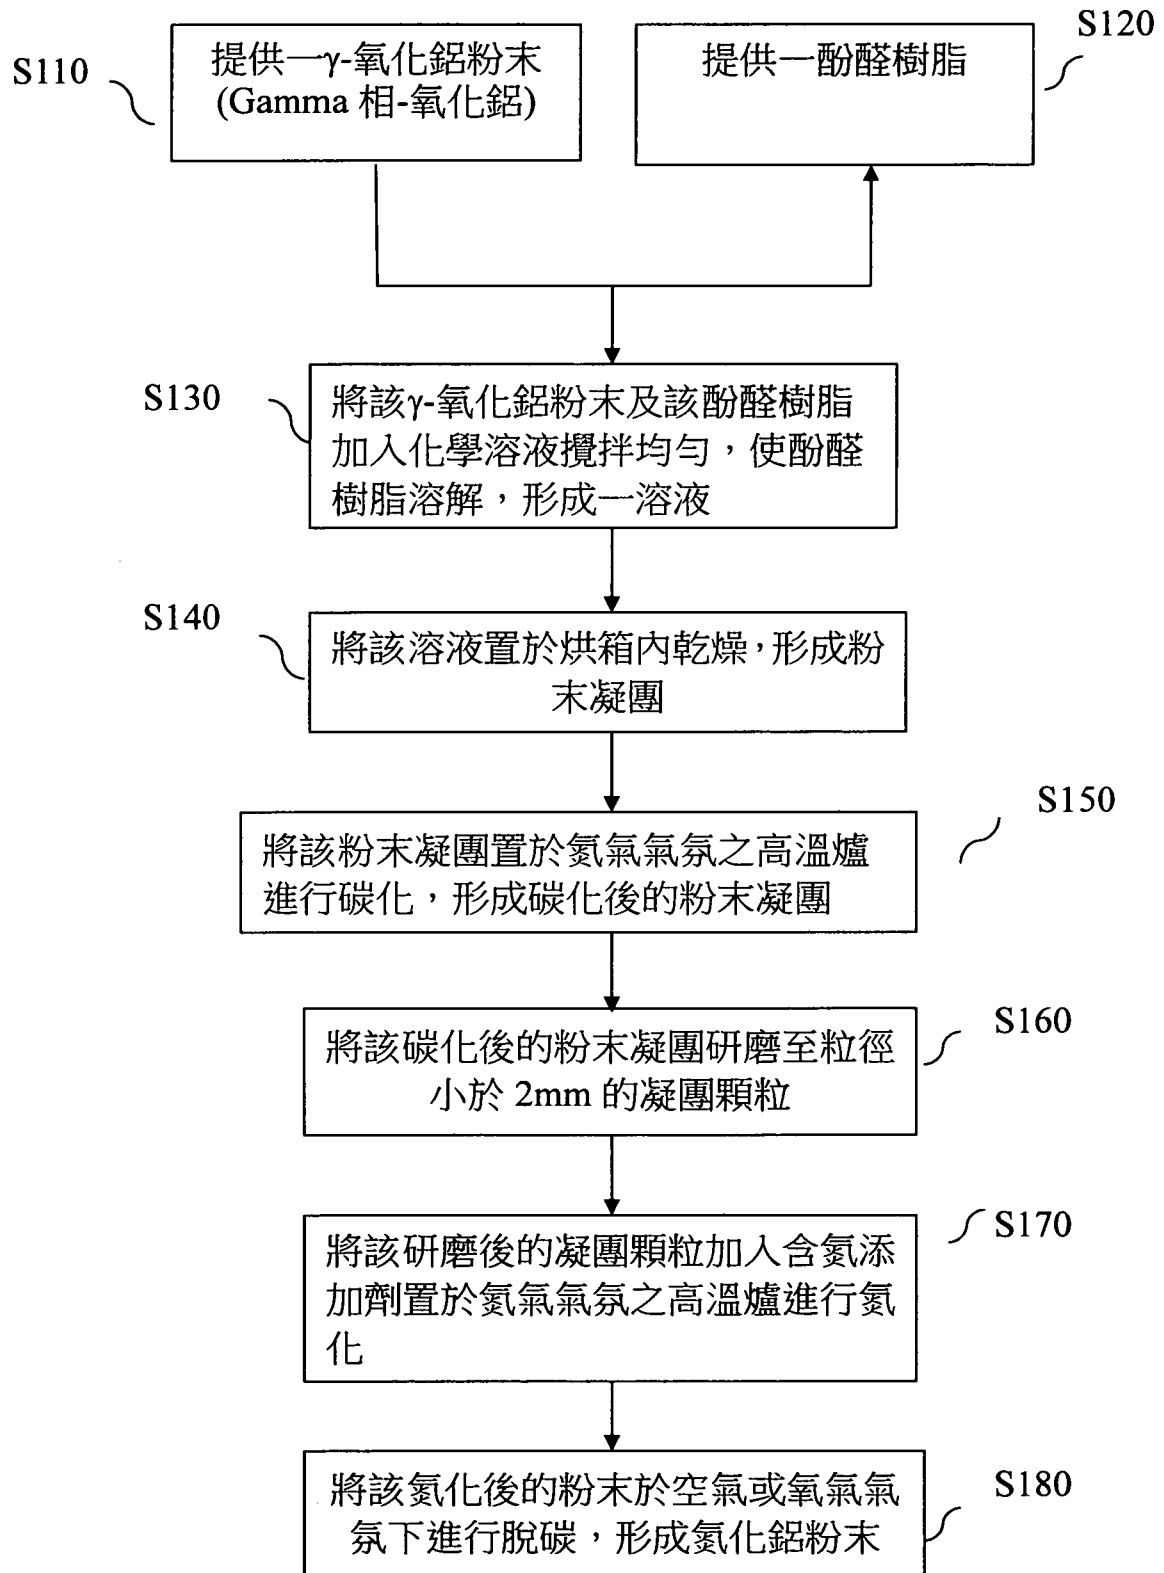 S110
提供一γ-氧化鋁粉末
(Gamma 相-氧化鋁)
S120
提供一酚醛樹脂
S130
將該γ-氧化鋁粉末及該酚醛樹脂
加入化學溶液攪拌均勻，使酚醛
樹脂溶解，形成一溶液
S140
將該溶液置於烘箱內乾燥，形成粉
末凝團
S150
將該粉末凝團置於氮氣氣氛之高溫爐
進行碳化，形成碳化後的粉末凝團
S160
將該碳化後的粉末凝團研磨至粒徑
小於 2mm 的凝團顆粒
S170
將該研磨後的凝團顆粒加入含氮添
加劑置於氮氣氣氛之高溫爐進行氮
化
S180
將該氮化後的粉末於空氣或氧氣氣
氛下進行脫碳，形成氮化鋁粉末